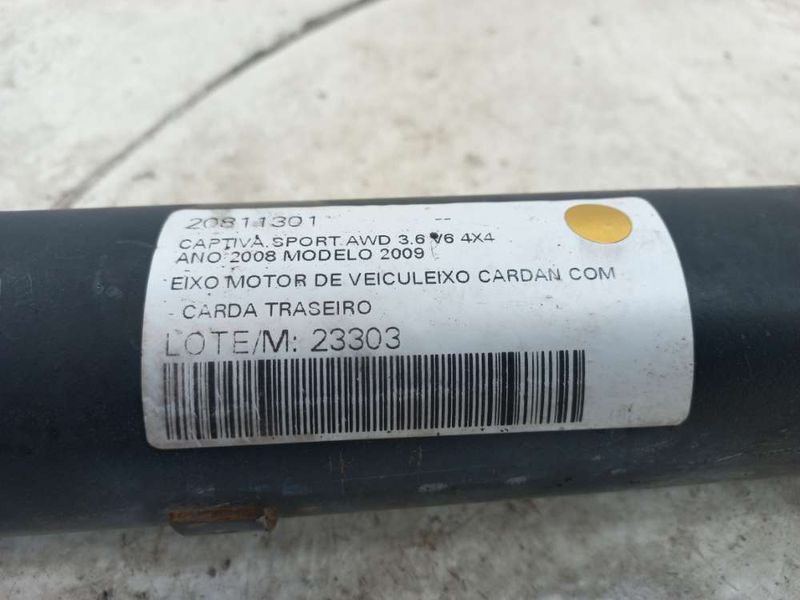 20811301 --
CAPTIVA SPORT AWD 3.6 V6 4X4
ANO 2008 MODELO 2009
EIXO MOTOR DE VEICULEIXO CARDAN COM
CARDA TRASEIRO
LOTE/M: 23303